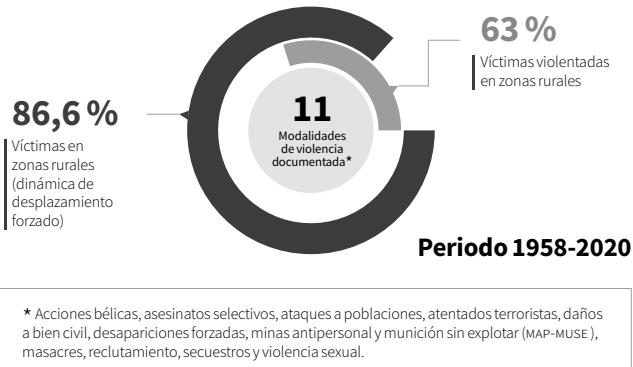 63 %
Víctimas violentadas
en zonas rurales
86,6 %
Víctimas en
zonas rurales
(dinámica de
desplazamiento
forzado)
11
Modalidades
de violencia
documentada*
Periodo 1958-2020
* Acciones bélicas, asesinatos selectivos, ataques a poblaciones, atentados terroristas, daños
a bien civil, desapariciones forzadas, minas antipersonal y munición sin explotar (MAP-MUSE ),
masacres, reclutamiento, secuestros y violencia sexual.